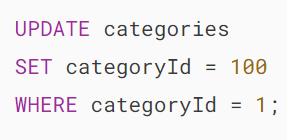 UPDATE categories
SET categoryId = 100
WHERE categoryId = 1;